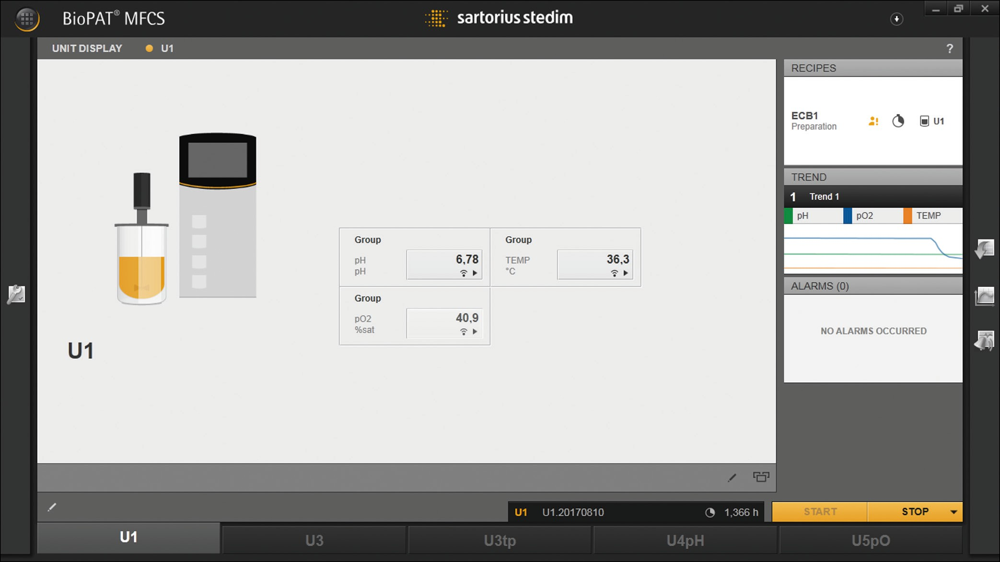 BioPAT® MFCS
sartorius stedim
UNIT DISPLAY U1 ?
RECIPES
ECB1
Preparation
U1
TREND
1 Trend 1
pH pO2 TEMP
ALARMS (0)
NO ALARMS OCCURRED
Group
pH 6,78
pH
Group
TEMP 36,3
°C
Group
pO2 40,9
%sat
U1
U1 U1.20170810 1,366 h START STOP
U1 U3 U3tp U4pH U5pO